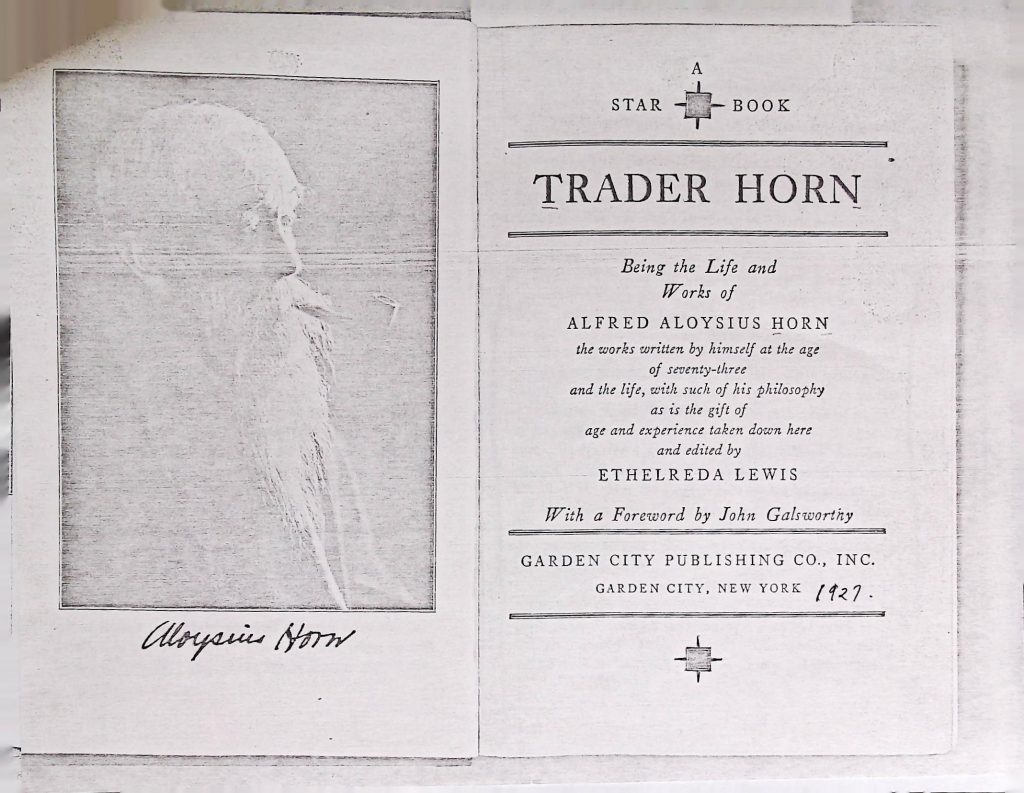 Aloysius Horn
A
STAR BOOK
TRADER HORN
Being the Life and
Works of
ALFRED ALOYSIUS HORN
the works written by himself at the age
of seventy-three
and the life, with such of his philosophy
as is the gift of
age and experience taken down here
and edited by
ETHELREDA LEWIS
With a Foreword by John Galsworthy
GARDEN CITY PUBLISHING CO., INC.
GARDEN CITY, NEW YORK 1927.